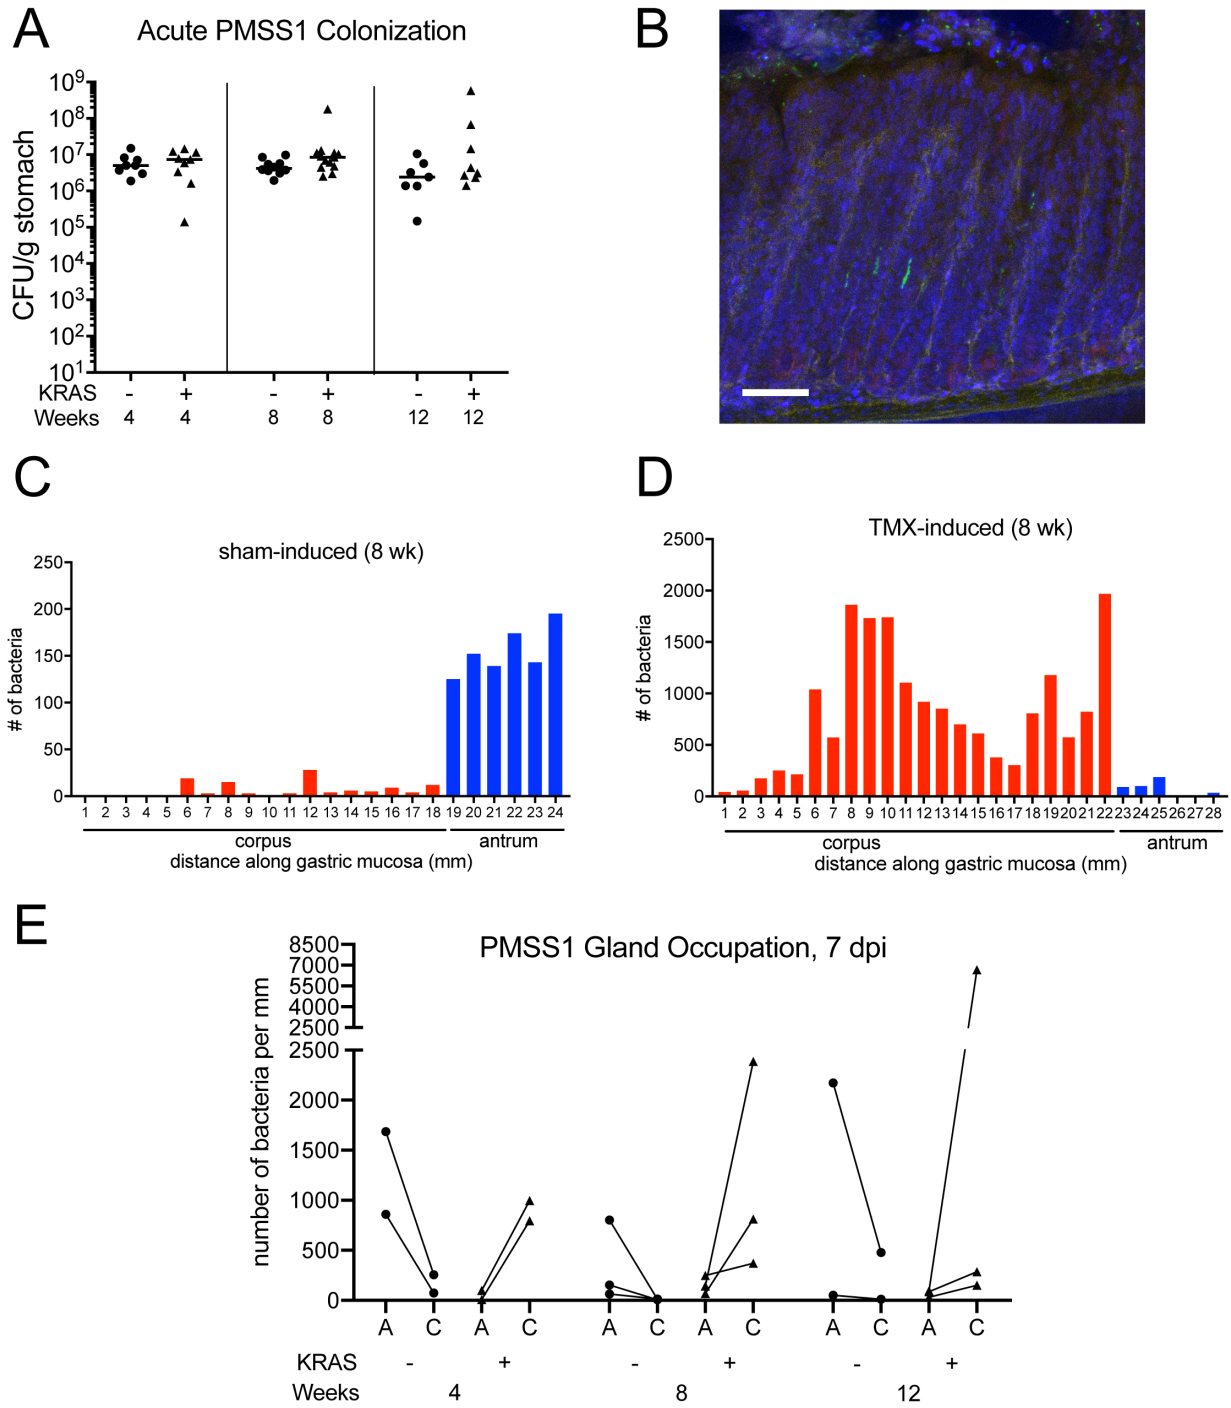 A
Acute PMSS1 Colonization
CFU/g stomach
10⁹
10⁸
10⁷
10⁶
10⁵
10⁴
10³
10²
10¹
KRAS - + - + - +
Weeks 4 4 8 8 12 12
B
C
sham-induced (8 wk)
# of bacteria
250
200
150
100
50
0
1 2 3 4 5 6 7 8 9 10 11 12 13 14 15 16 17 18 19 20 21 22 23 24
corpus antrum
distance along gastric mucosa (mm)
D
TMX-induced (8 wk)
# of bacteria
2500
2000
1500
1000
500
0
1 2 3 4 5 6 7 8 9 10 11 12 13 14 15 16 17 18 19 20 21 22 23 24 25 26 27 28
corpus antrum
distance along gastric mucosa (mm)
E
PMSS1 Gland Occupation, 7 dpi
number of bacteria per mm
8500
7000
5500
4000
2500
2500
2000
1500
1000
500
0
A C A C A C A C A C A C
KRAS - + - + - +
Weeks 4 8 12